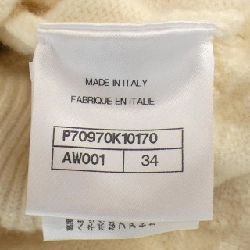 MADE IN ITALY
FABRIQUE EN ITALIE
P70970K10170
AW001 34